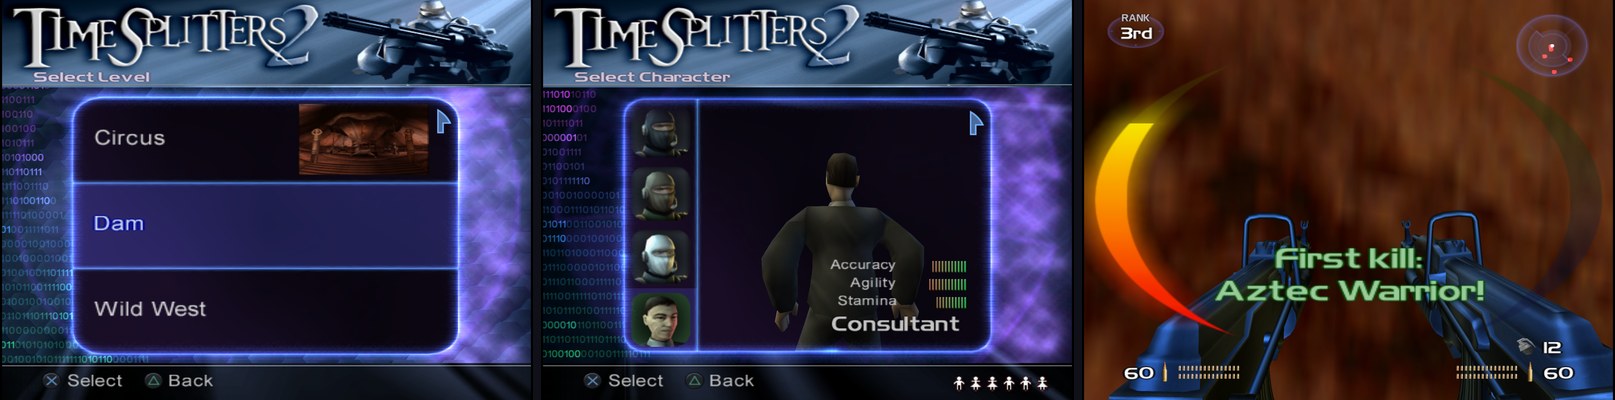 TIMESPLITTERS 2
Select Level
Circus
Dam
Wild West
Select
Back
TIMESPLITTERS 2
Select Character
Accuracy
Agility
Stamina
Consultant
Select
Back
RANK
3rd
First kill:
Aztec Warrior!
12
60
60